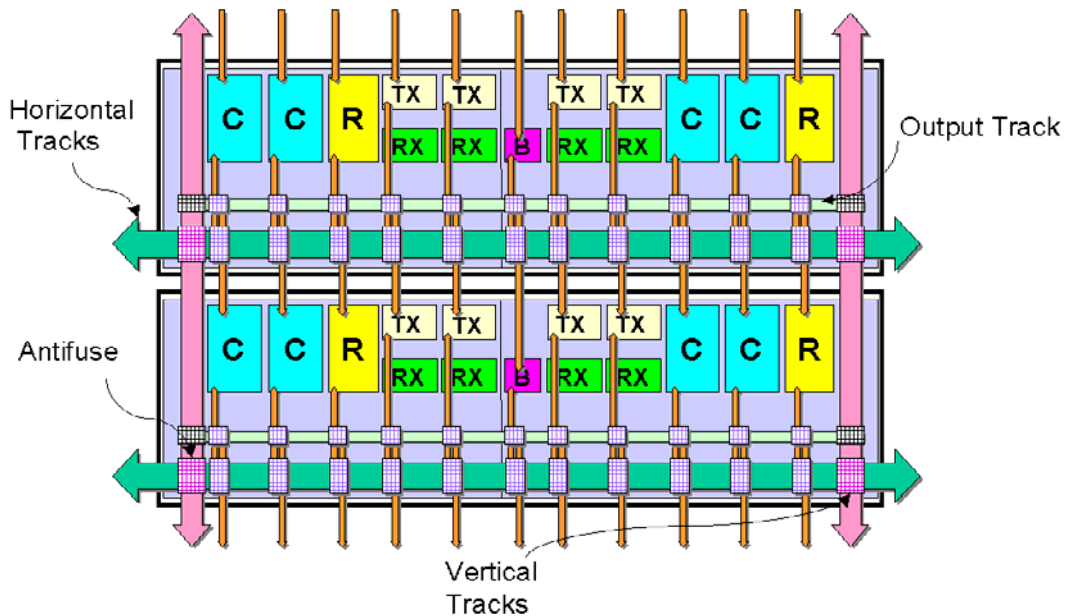 C C R TX TX TX TX C C R
RX RX B RX RX
Horizontal
Tracks
Output Track
C C R TX TX TX TX C C R
RX RX B RX RX
Antifuse
Vertical
Tracks